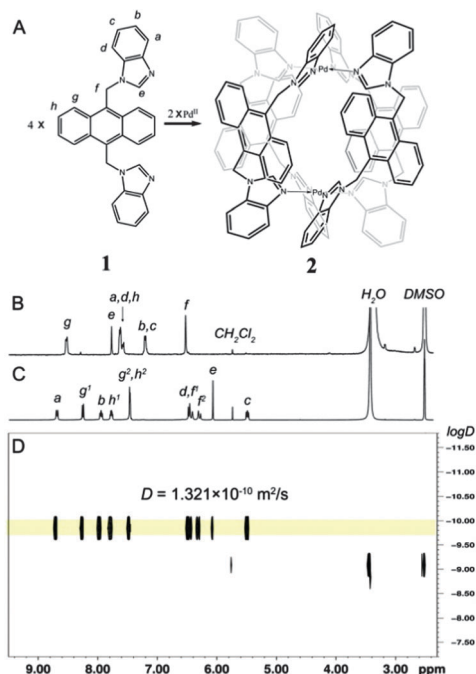 A
a
b
c
d
e
f
g
h
N
N
N
N
4 x
2 xPdII
Pd
N
N
N
N
N
Pd
N
N
N
N
N
N
1
2
B
g
e
a,d,h
b,c
f
CH2Cl2
H2O
DMSO
C
a
g1
b
h1
g2,h2
d,f1
f2
e
c
logD
D
D = 1.321×10-10 m2/s
-11.50
-11.00
-10.50
-10.00
-9.50
-9.00
-8.50
-8.00
-7.50
9.00 8.00 7.00 6.00 5.00 4.00 3.00 ppm